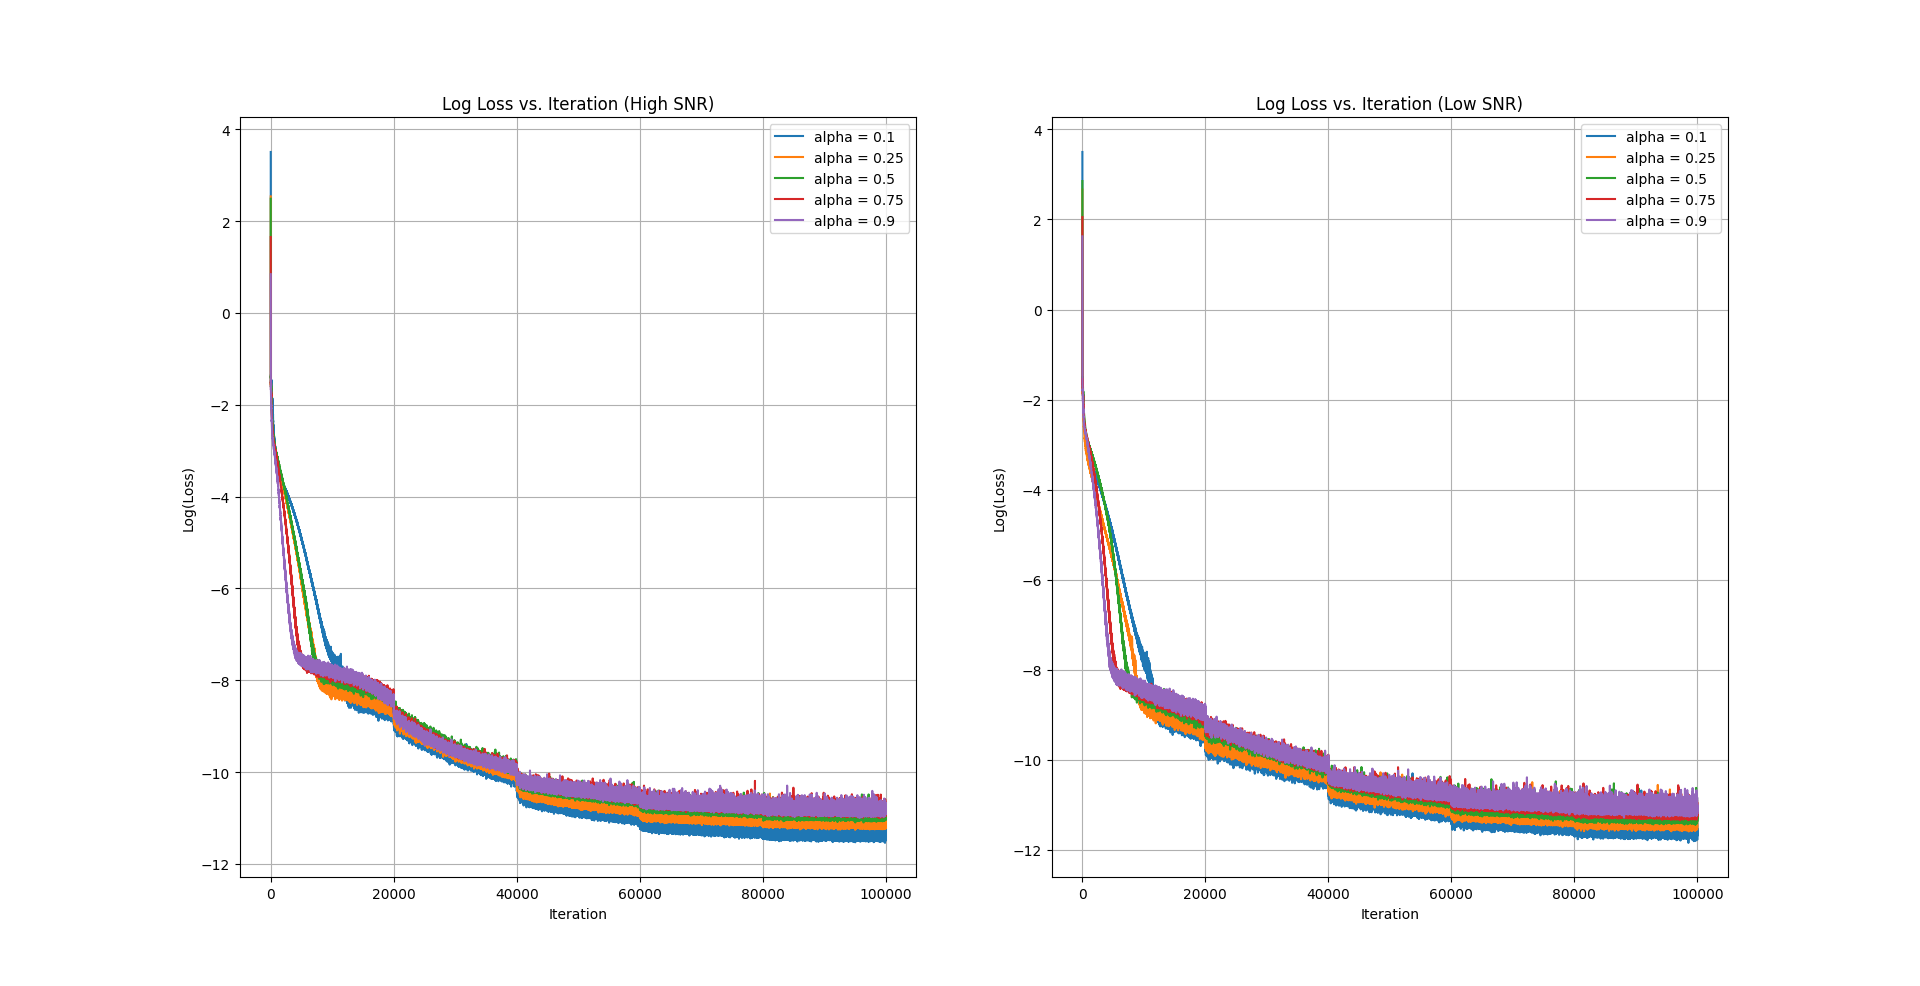 Log Loss vs. Iteration (High SNR)
4
2
0
−2
−4
−6
−8
−10
−12
Log(Loss)
0 20000 40000 60000 80000 100000
Iteration
alpha = 0.1
alpha = 0.25
alpha = 0.5
alpha = 0.75
alpha = 0.9
Log Loss vs. Iteration (Low SNR)
4
2
0
−2
−4
−6
−8
−10
−12
Log(Loss)
0 20000 40000 60000 80000 100000
Iteration
alpha = 0.1
alpha = 0.25
alpha = 0.5
alpha = 0.75
alpha = 0.9